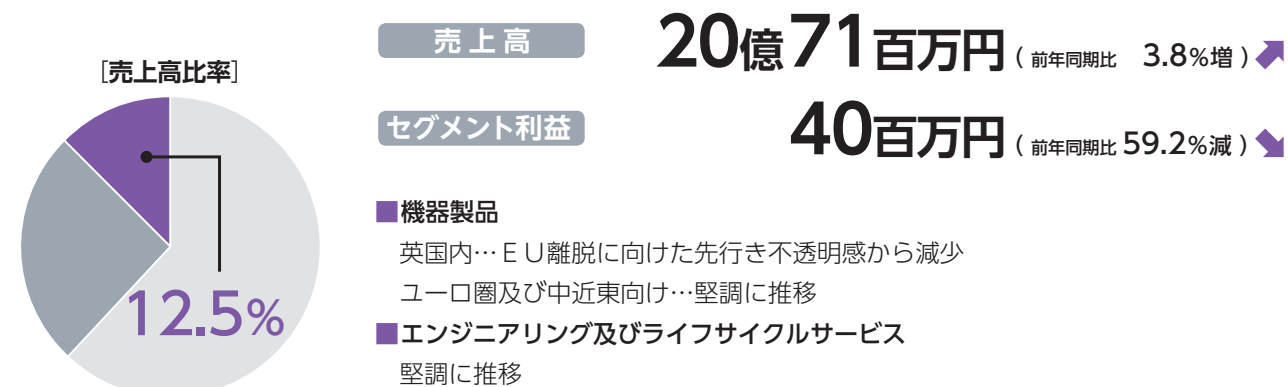 [売上高比率]
12.5%
売上高
20億71百万円（前年同期比 3.8%増）
セグメント利益
40百万円（前年同期比 59.2%減）
■機器製品
英国内…ＥＵ離脱に向けた先行き不透明感から減少
ユーロ圏及び中近東向け…堅調に推移
■エンジニアリング及びライフサイクルサービス
堅調に推移